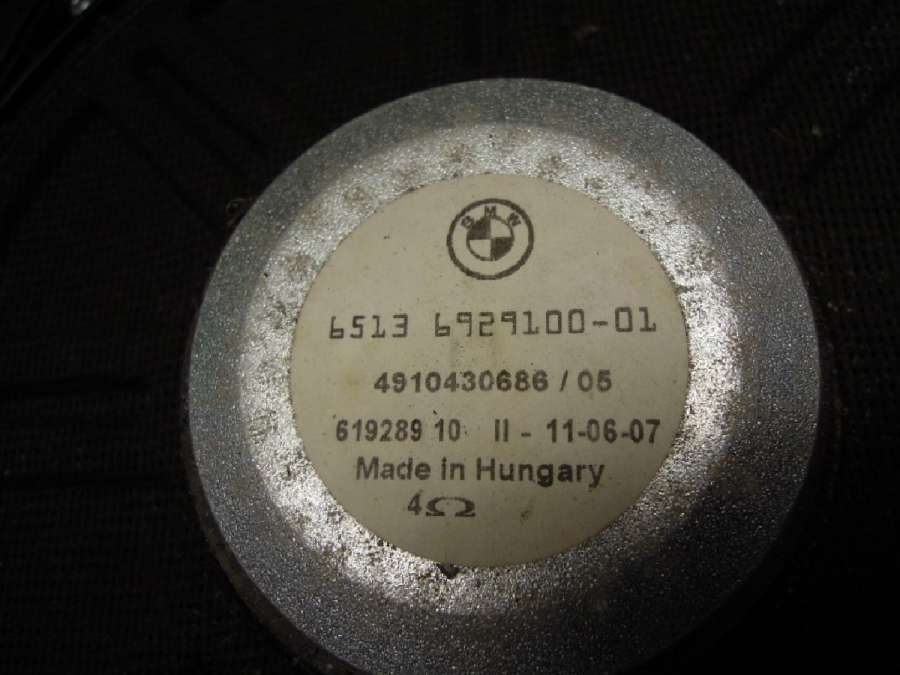 BMW
6513 6929100-01
4910430686 / 05
619289 10 II - 11-06-07
Made in Hungary
4Ω